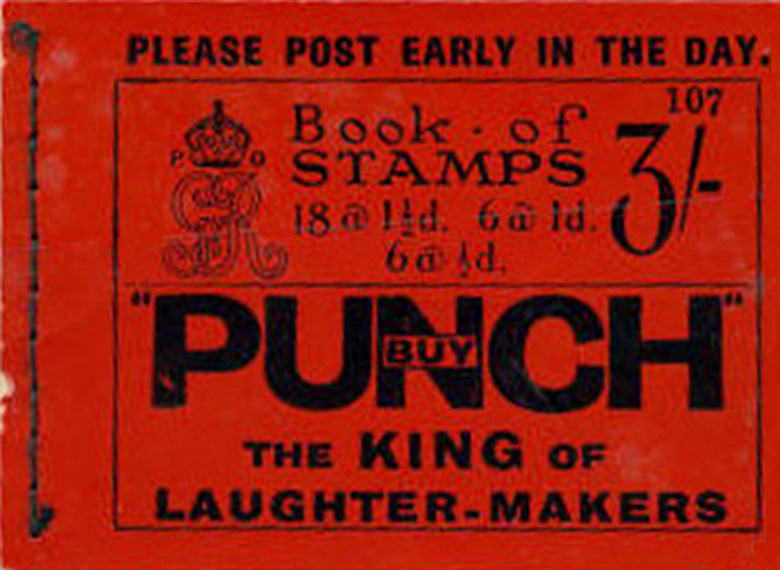 PLEASE POST EARLY IN THE DAY.
107
P. O
GR
Book · of
STAMPS
3/-
18 @ 1½d. 6 @ 1d.
6 @ ½d.
"PUNCH"
BUY
THE KING OF
LAUGHTER-MAKERS